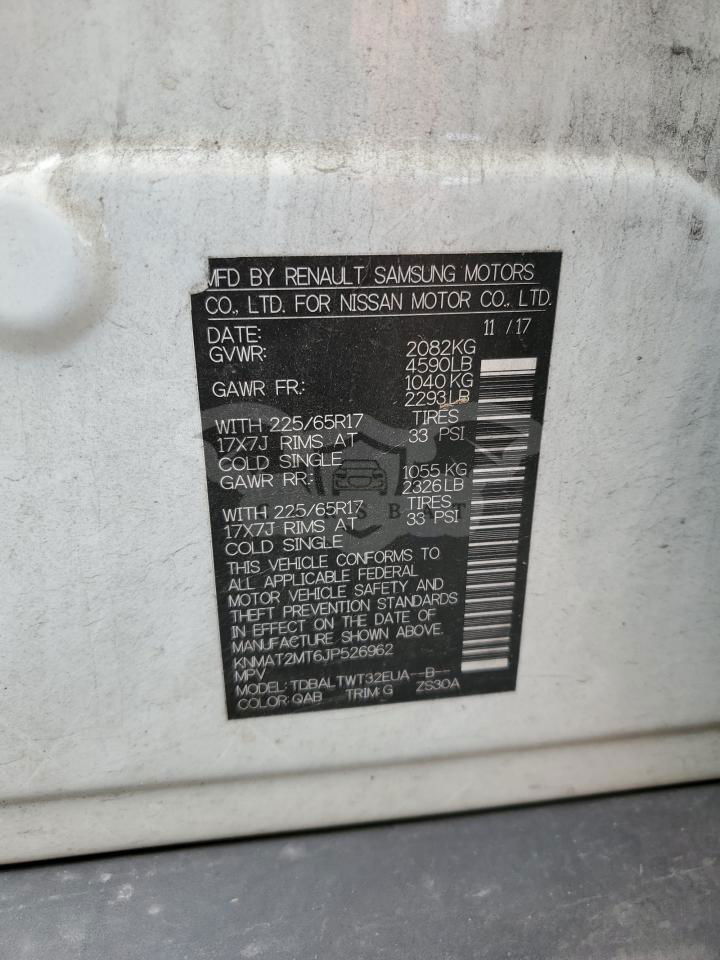 MFD BY RENAULT SAMSUNG MOTORS
CO., LTD. FOR NISSAN MOTOR CO., LTD.
DATE: 11 / 17
GVWR: 2082KG
4590LB
GAWR FR: 1040 KG
2293 LB
WITH 225/65R17 TIRES
17X7J RIMS AT 33 PSI
COLD SINGLE
GAWR RR: 1055 KG
2326 LB
WITH 225/65R17 TIRES
17X7J RIMS AT 33 PSI
COLD SINGLE
THIS VEHICLE CONFORMS TO
ALL APPLICABLE FEDERAL
MOTOR VEHICLE SAFETY AND
THEFT PREVENTION STANDARDS
IN EFFECT ON THE DATE OF
MANUFACTURE SHOWN ABOVE.
KNMAT2MT6JP526962
MPV
MODEL: TDBALTWT32EUA--B--
COLOR: QAB TRIM: G ZS30A